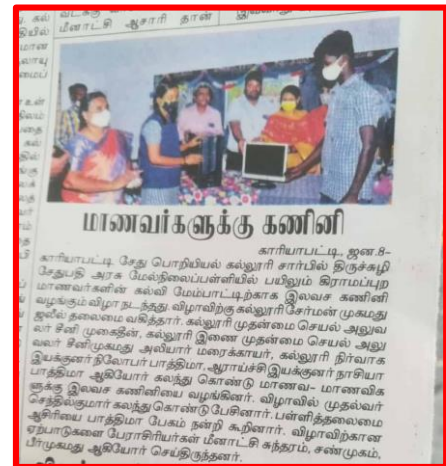 வடக்கு
மீனாட்சி ஆசாரி தான்
மாணவர்களுக்கு கணினி
காரியாபட்டி, ஜன.8-
காரியாபட்டி சேது பொறியியல் கல்லூரி சார்பில் திருச்சுழி
சேதுபதி அரசு மேல்நிலைப்பள்ளியில் பயிலும் கிராமப்புற
மாணவர்களின் கல்வி மேம்பாட்டிற்காக இலவச கணினி
வழங்கும் விழா நடந்தது. விழாவிற்கு கல்லூரி சேர்மன் முகமது
ஜலீல் தலைமை வகித்தார். கல்லூரி முதன்மை செயல் அலுவ
லர் சீனி முகைதீன், கல்லூரி இணை முதன்மை செயல் அலு
வலர் சீனிமுகமது அலியார் மரைக்காயர், கல்லூரி நிர்வாக
இயக்குனர் நிலோபர் பாத்திமா, ஆராய்ச்சி இயக்குனர் நாசியா
பாத்திமா ஆகியோர் கலந்து கொண்டு மாணவ- மாணவிக
ளுக்கு இலவச கணினியை வழங்கினர். விழாவில் முதல்வர்
செந்தில்குமார் கலந்து கொண்டு பேசினார். பள்ளித்தலைமை
ஆசிரியை பாத்திமா பேகம் நன்றி கூறினார். விழாவிற்கான
ஏற்பாடுகளை பேராசிரியர்கள் மீனாட்சி சுந்தரம், சண்முகம்,
பீர்முகமது ஆகியோர் செய்திருந்தனர்.